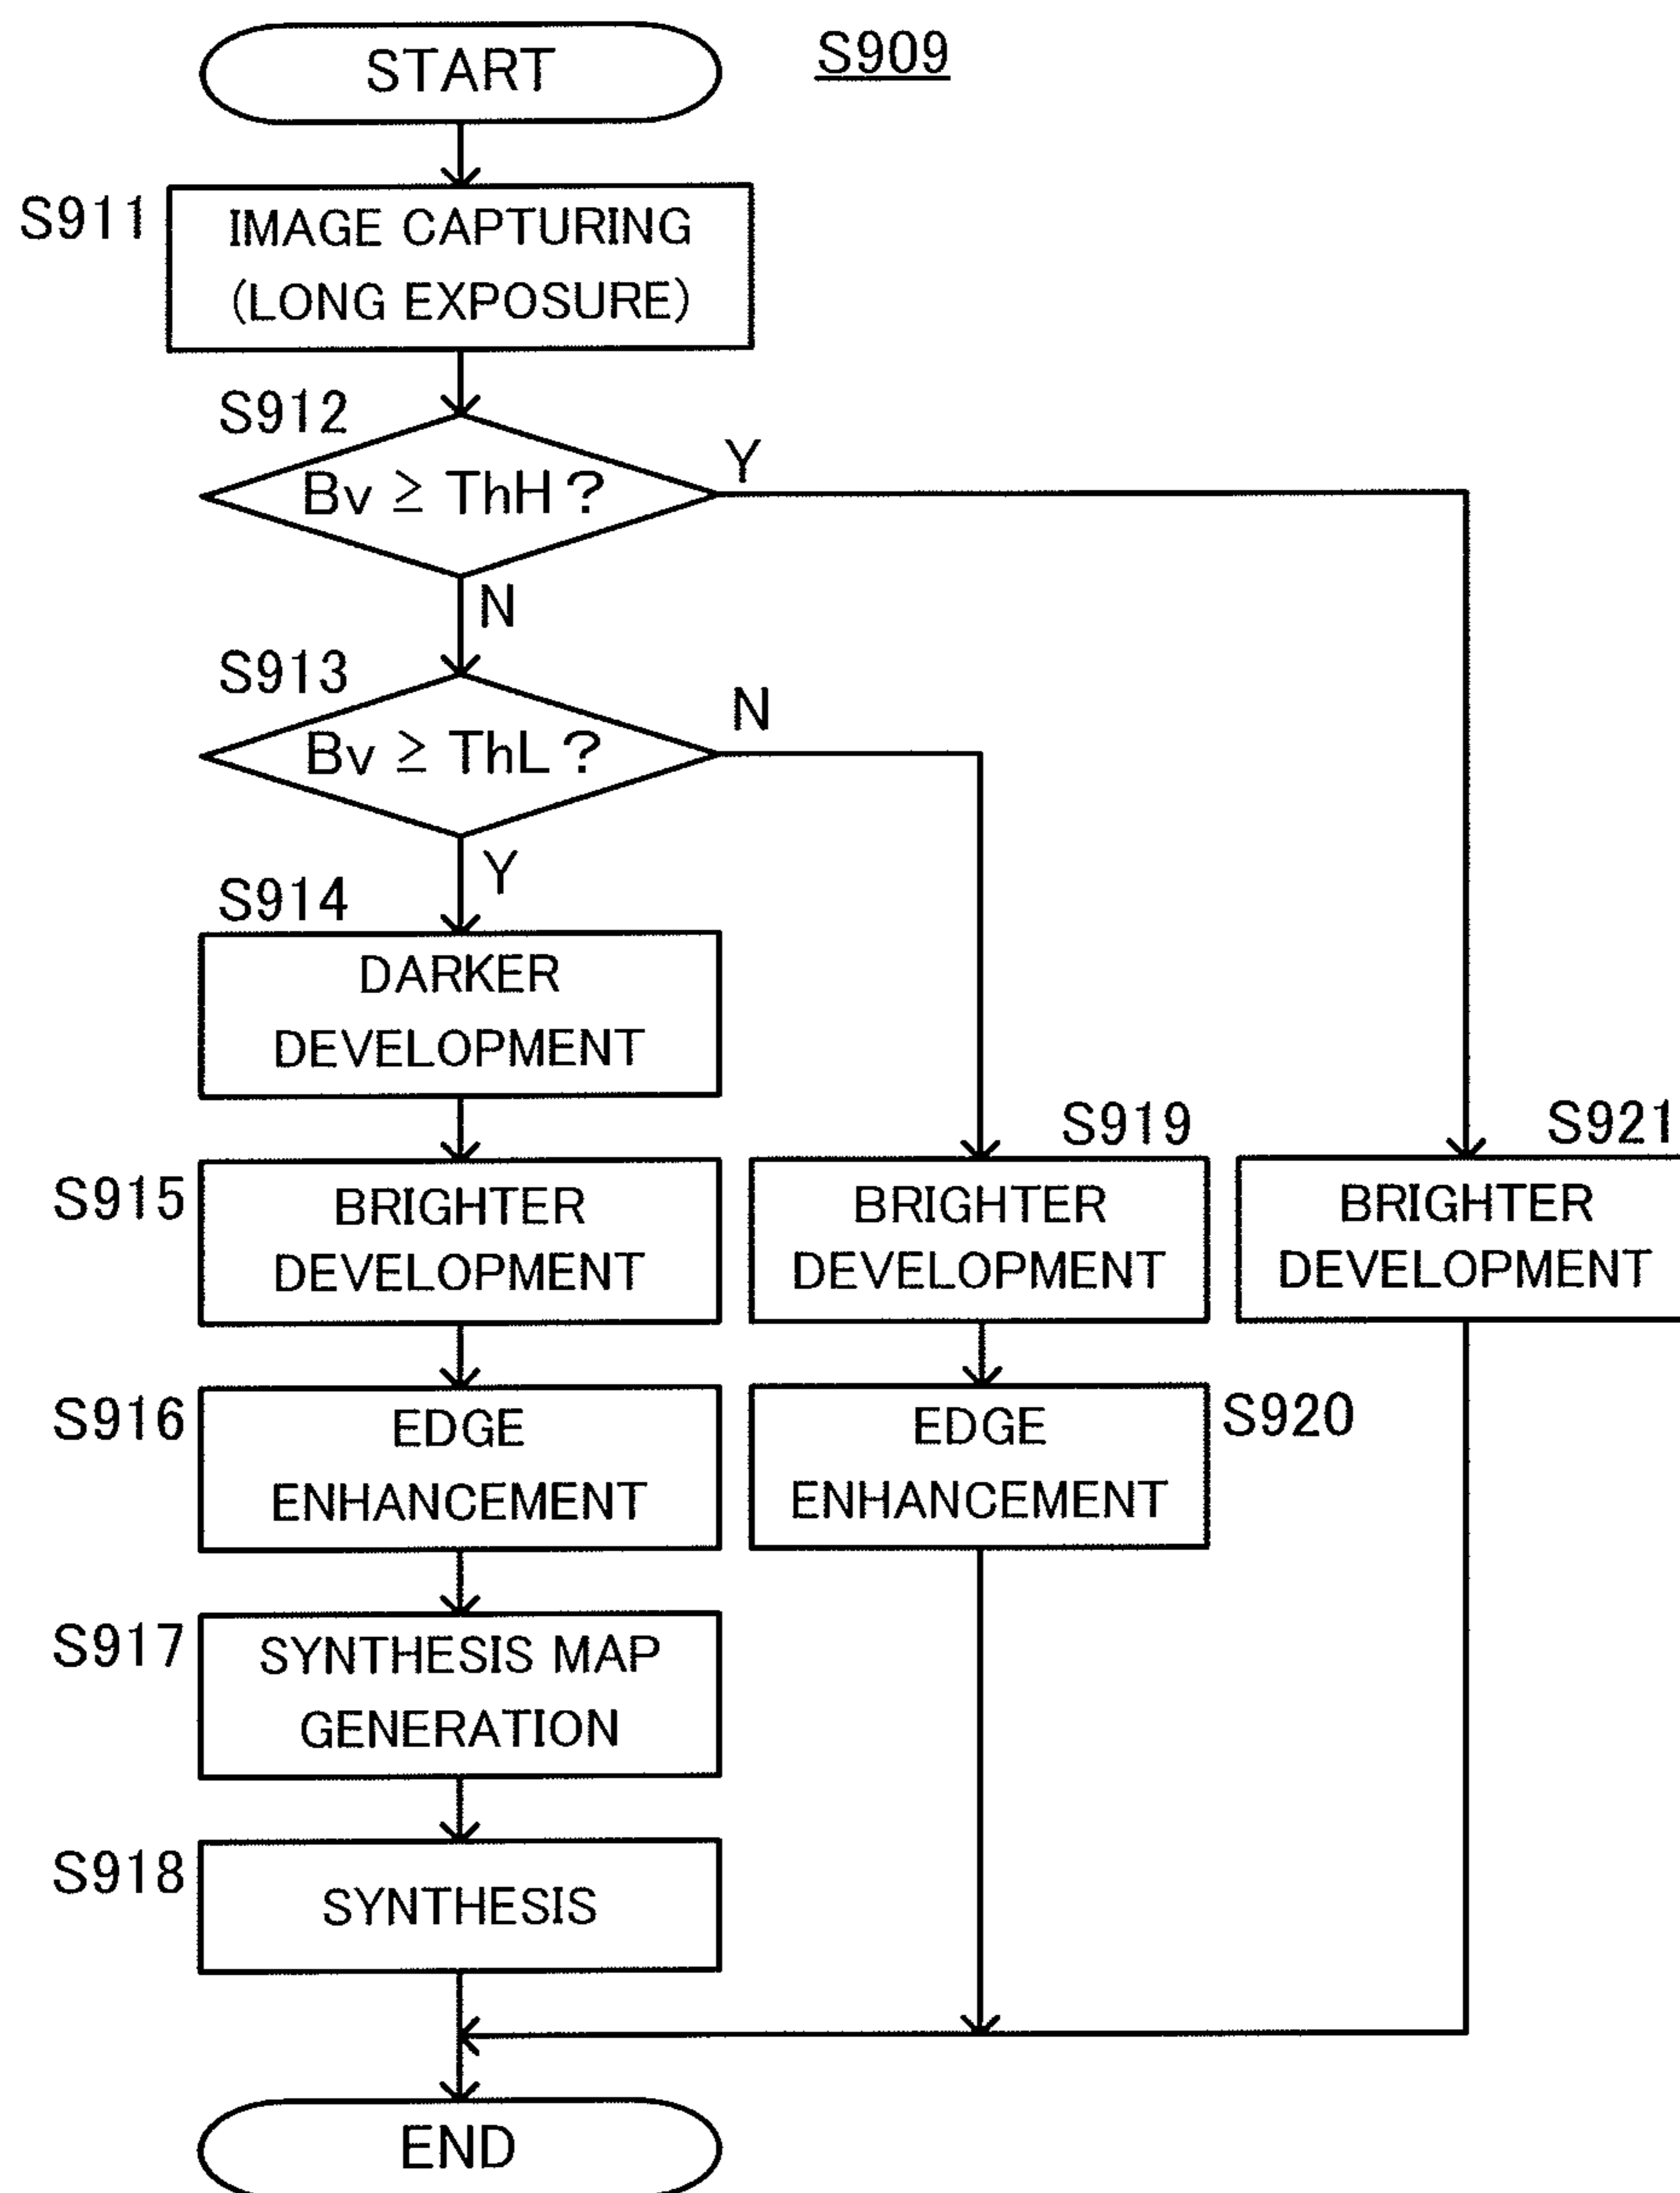 START
S909
S911
IMAGE CAPTURING
(LONG EXPOSURE)
S912
Bv ≧ ThH ?
Y
N
S913
Bv ≧ ThL ?
N
Y
S914
DARKER
DEVELOPMENT
S915
BRIGHTER
DEVELOPMENT
S919
BRIGHTER
DEVELOPMENT
S921
BRIGHTER
DEVELOPMENT
S916
EDGE
ENHANCEMENT
EDGE
ENHANCEMENT
S920
S917
SYNTHESIS MAP
GENERATION
S918
SYNTHESIS
END